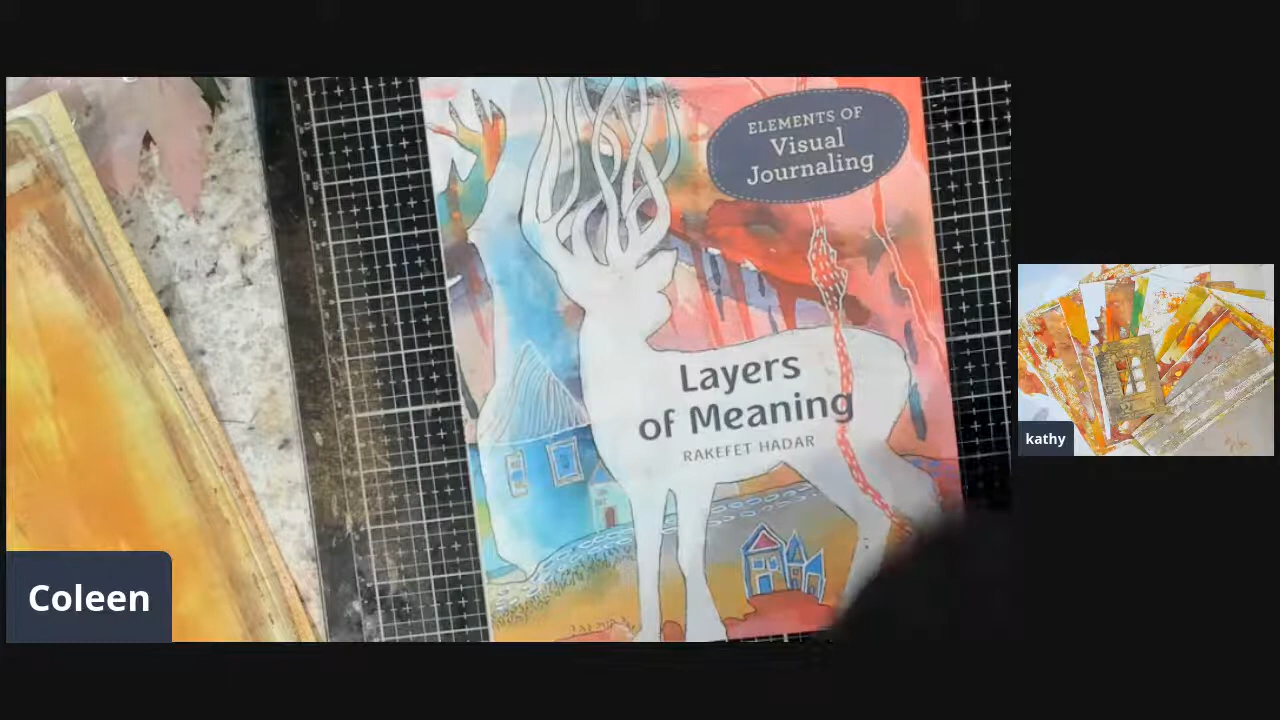 ELEMENTS OF
Visual
Journaling
Layers
of Meaning
RAKEFET HADAR
Coleen
kathy